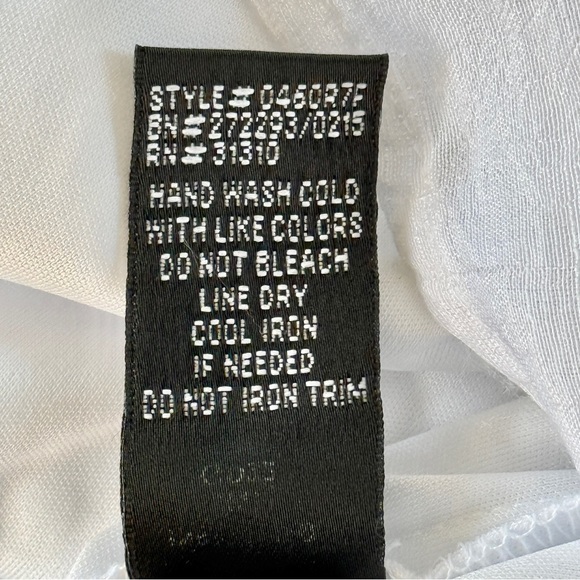 STYLE# 0460R7F
BN# 272293/0215
RN# 31310
HAND WASH COLD
WITH LIKE COLORS
DO NOT BLEACH
LINE DRY
COOL IRON
IF NEEDED
DO NOT IRON TRIM